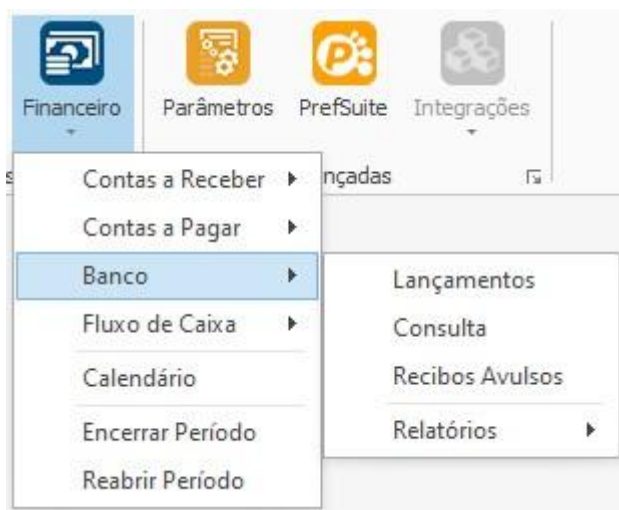 Financeiro
Parâmetros
PrefSuite
Integrações
nçadas
Contas a Receber
Contas a Pagar
Banco
Fluxo de Caixa
Calendário
Encerrar Período
Reabrir Período
Lançamentos
Consulta
Recibos Avulsos
Relatórios